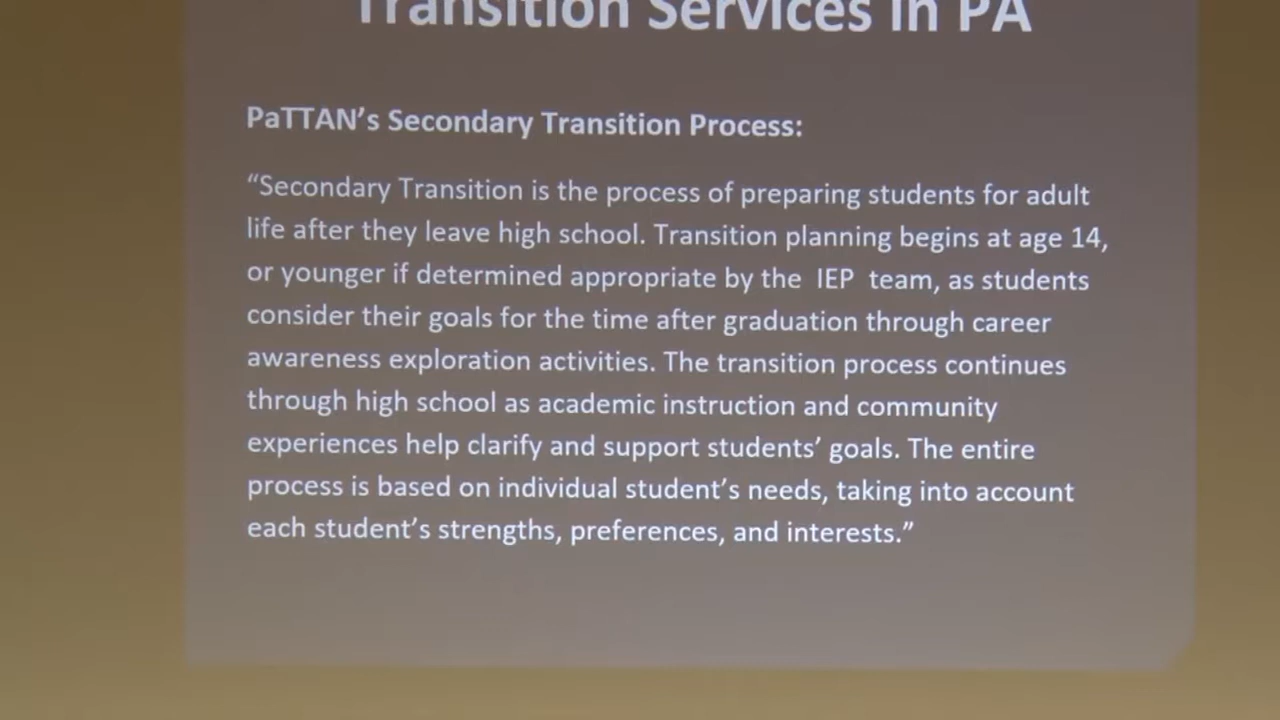 Transition Services in PA
PaTTAN's Secondary Transition Process:
“Secondary Transition is the process of preparing students for adult
life after they leave high school. Transition planning begins at age 14,
or younger if determined appropriate by the IEP team, as students
consider their goals for the time after graduation through career
awareness exploration activities. The transition process continues
through high school as academic instruction and community
experiences help clarify and support students’ goals. The entire
process is based on individual student’s needs, taking into account
each student’s strengths, preferences, and interests.”